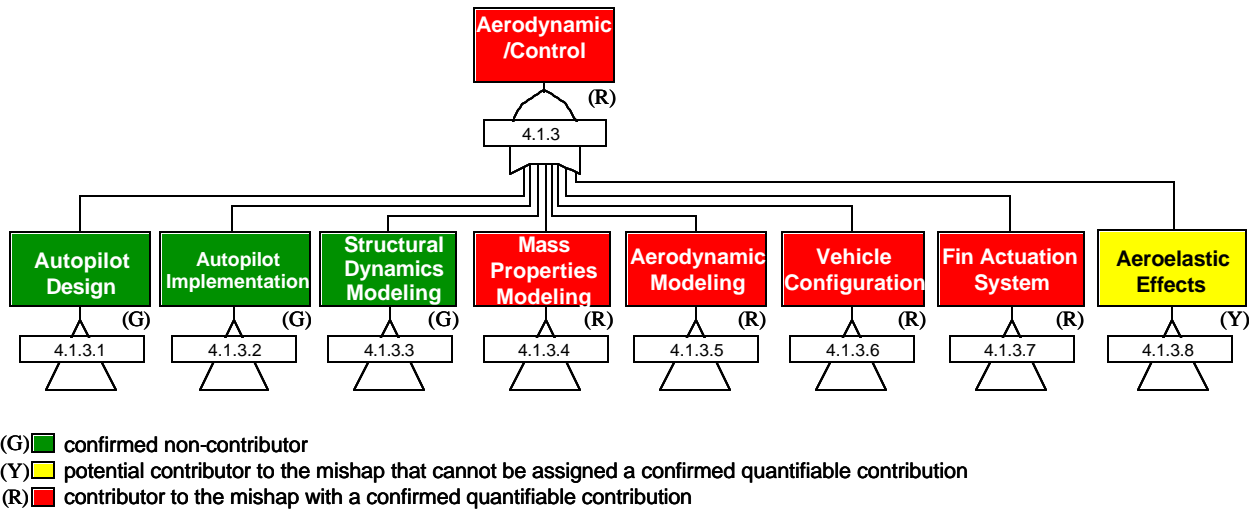 Aerodynamic
/Control
(R)
4.1.3
Autopilot
Design
(G)
4.1.3.1
Autopilot
Implementation
(G)
4.1.3.2
Structural
Dynamics
Modeling
(G)
4.1.3.3
Mass
Properties
Modeling
(R)
4.1.3.4
Aerodynamic
Modeling
(R)
4.1.3.5
Vehicle
Configuration
(R)
4.1.3.6
Fin Actuation
System
(R)
4.1.3.7
Aeroelastic
Effects
(Y)
4.1.3.8
(G) confirmed non-contributor
(Y) potential contributor to the mishap that cannot be assigned a confirmed quantifiable contribution
(R) contributor to the mishap with a confirmed quantifiable contribution